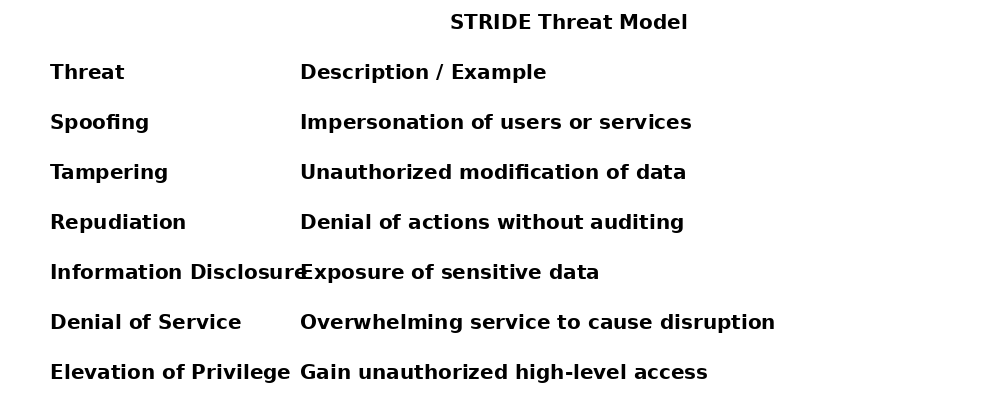 STRIDE Threat Model
Threat Description / Example
Spoofing Impersonation of users or services
Tampering Unauthorized modification of data
Repudiation Denial of actions without auditing
Information Disclosure Exposure of sensitive data
Denial of Service Overwhelming service to cause disruption
Elevation of Privilege Gain unauthorized high-level access